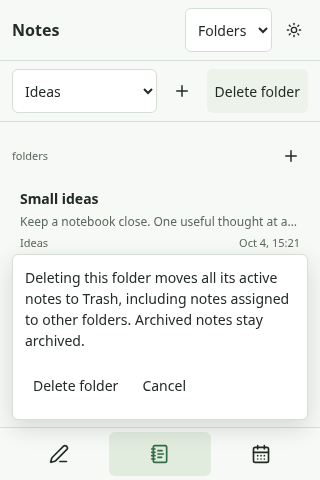 Notes
Folders
Ideas
Delete folder
folders
Small ideas
Keep a notebook close. One useful thought at a...
Ideas
Oct 4, 15:21
Deleting this folder moves all its active
notes to Trash, including notes assigned
to other folders. Archived notes stay
archived.
Delete folder
Cancel